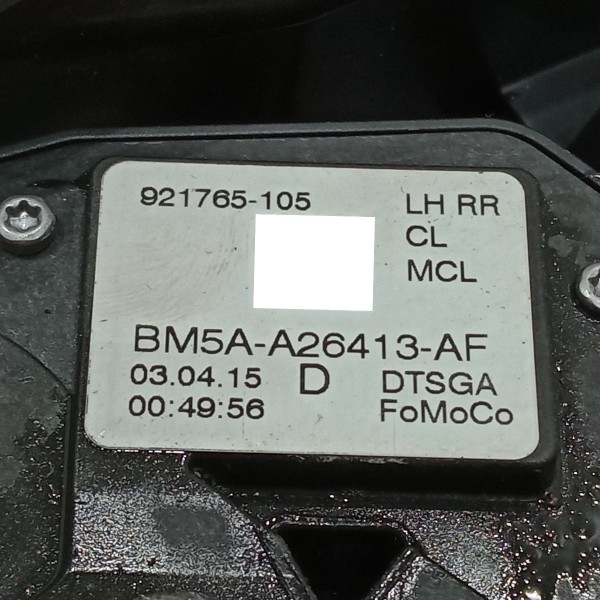 921765-105 LH RR
CL
MCL
BM5A-A26413-AF
03.04.15 D DTSGA
00:49:56 FoMoCo